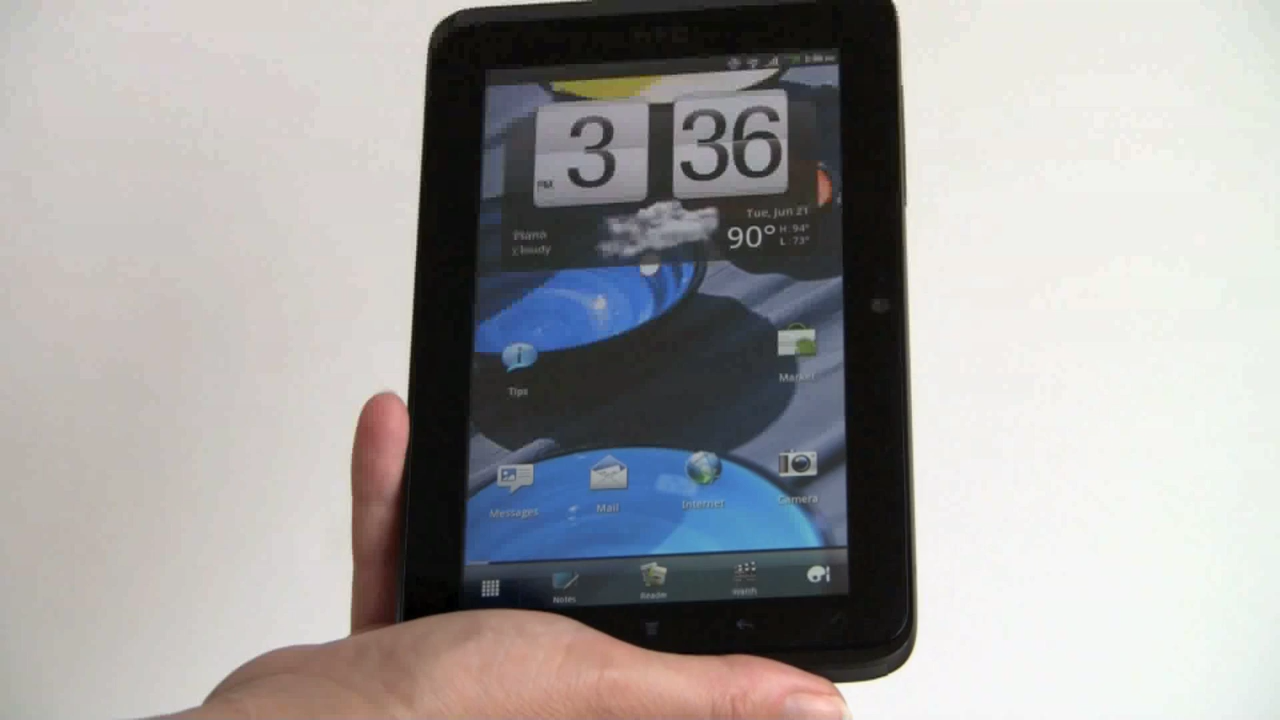 hTC
3 36
PM
Plano
Cloudy
Tue, Jun 21
90° H: 94°
L: 73°
Tips
Market
Messages
Mail
Internet
Camera
Notes
Reader
Watch